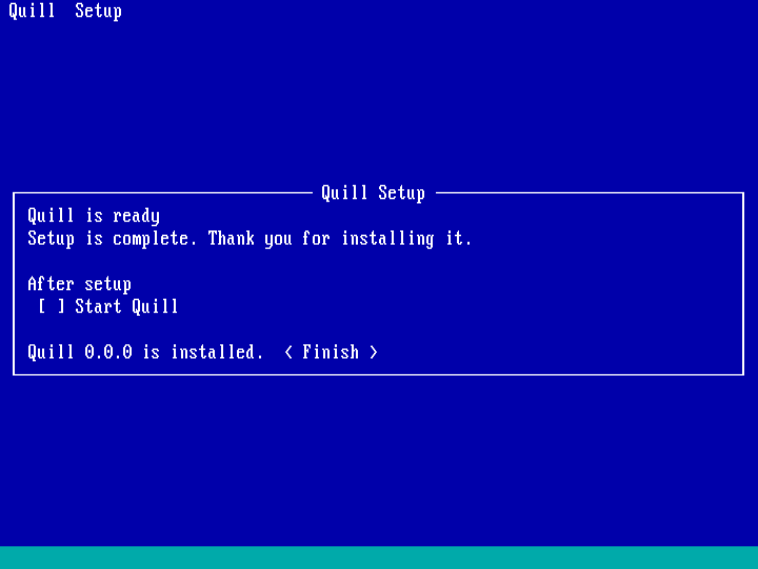 Quill  Setup
Quill Setup
Quill is ready
Setup is complete. Thank you for installing it.
After setup
[ ] Start Quill
Quill 0.0.0 is installed.  < Finish >